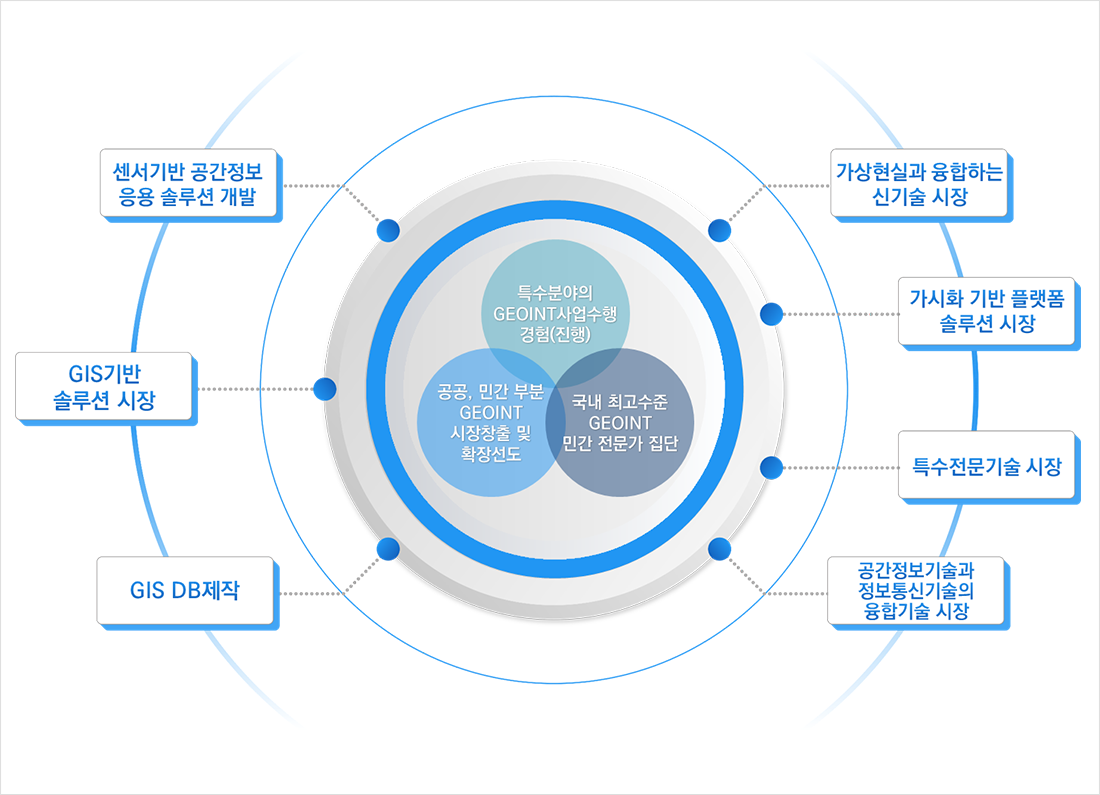 센서기반 공간정보
응용 솔루션 개발
GIS기반
솔루션 시장
GIS DB제작
특수분야의
GEOINT사업수행
경험(진행)
공공, 민간 부분
GEOINT
시장창출 및
확장선도
국내 최고수준
GEOINT
민간 전문가 집단
가상현실과 융합하는
신기술 시장
가시화 기반 플랫폼
솔루션 시장
특수전문기술 시장
공간정보기술과
정보통신기술의
융합기술 시장